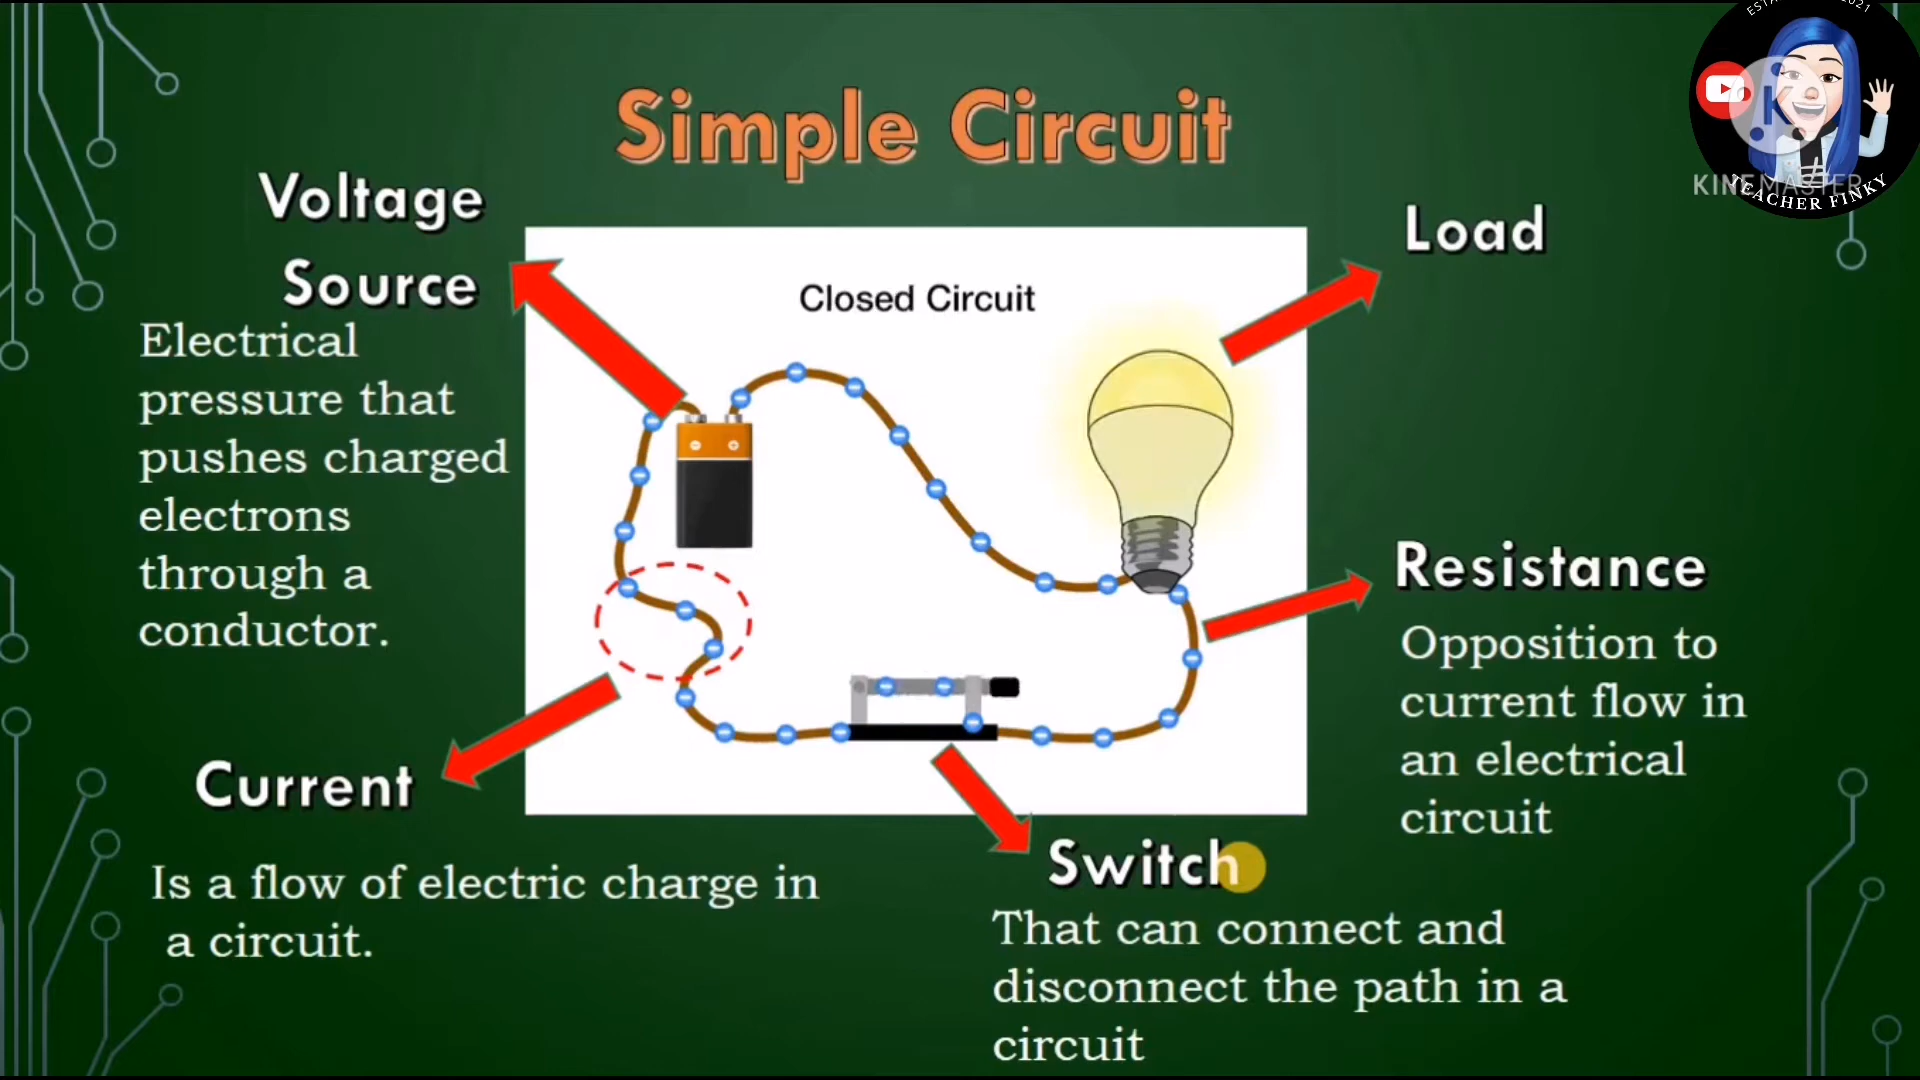 Simple Circuit
Voltage
Source
Electrical
pressure that
pushes charged
electrons
through a
conductor.
Closed Circuit
Load
Resistance
Opposition to
current flow in
an electrical
circuit
Current
Is a flow of electric charge in
a circuit.
Switch
That can connect and
disconnect the path in a
circuit
K
KINEMASTER
TEACHER FINKY